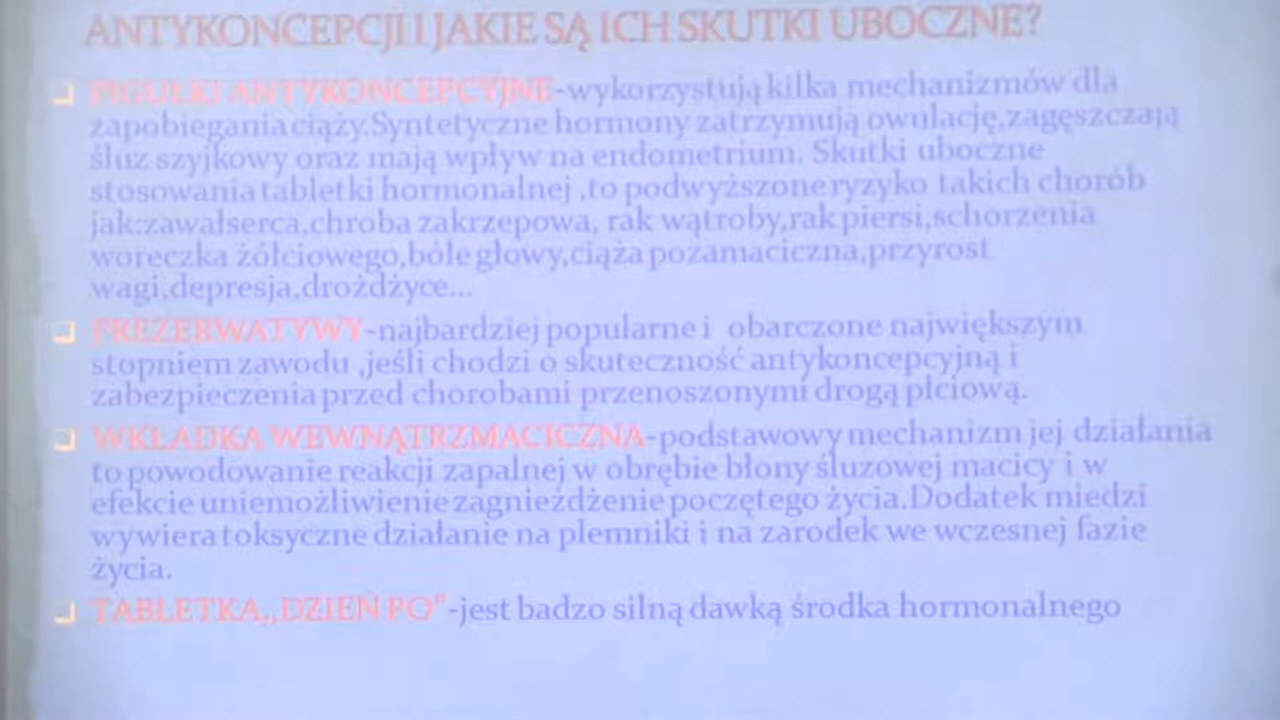 ANTYKONCEPCJI I JAKIE SĄ ICH SKUTKI UBOCZNE?
PIGUŁKI ANTYKONCEPCYJNE-wykorzystują kilka mechanizmów dla
zapobiegania ciąży.Syntetyczne hormony zatrzymują owulację,zagęszczają
śluz szyjkowy oraz mają wpływ na endometrium. Skutki uboczne
stosowania tabletki hormonalnej ,to podwyższone ryzyko takich chorób
jak:zawał serca,chroba zakrzepowa, rak wątroby,rak piersi,schorzenia
woreczka żółciowego,bóle głowy,ciąża pozamaciczna,przyrost
wagi,depresja,drożdżyce...
PREZERWATYWY-najbardziej popularne i obarczone największym
stopniem zawodu ,jeśli chodzi o skuteczność antykoncepcyjną i
zabezpieczenia przed chorobami przenoszonymi drogą płciową.
WKŁADKA WEWNĄTRZMACICZNA-podstawowy mechanizm jej działania
to powodowanie reakcji zapalnej w obrębie błony śluzowej macicy i w
efekcie uniemożliwienie zagnieżdżenie poczętego życia.Dodatek miedzi
wywiera toksyczne działanie na plemniki i na zarodek we wczesnej fazie
życia.
TABLETKA,,DZIEŃ PO"-jest badzo silną dawką środka hormonalnego